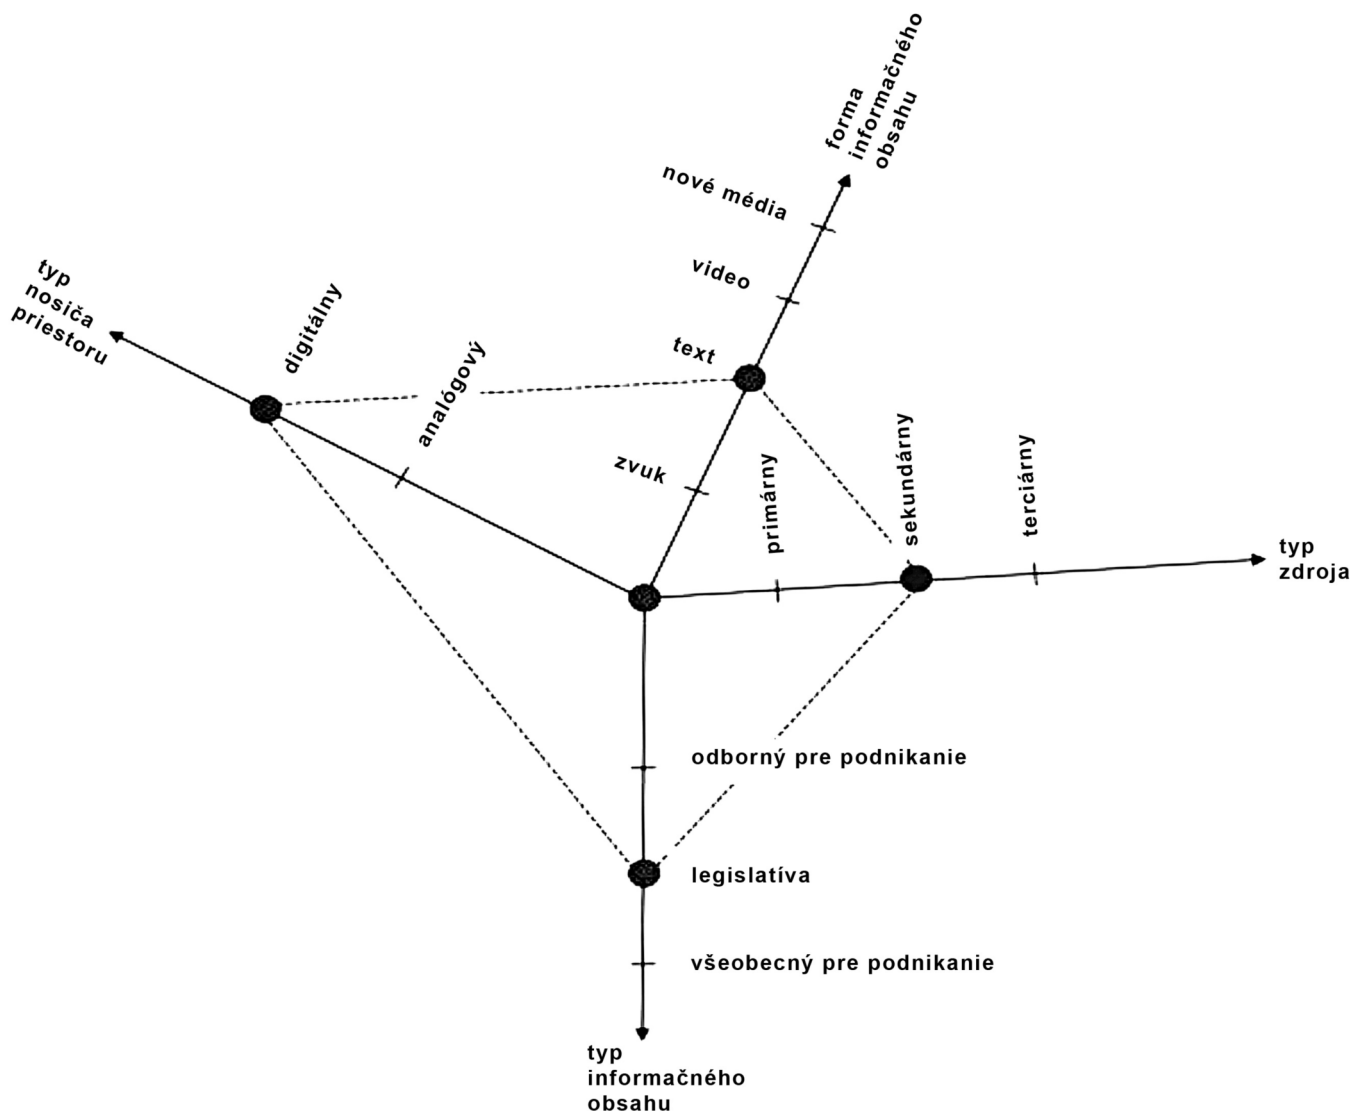 forma
informačného
obsahu
nové média
video
text
zvuk
typ
nosiča
priestoru
digitálny
analógový
primárny
sekundárny
terciárny
typ
zdroja
odborný pre podnikanie
legislatíva
všeobecný pre podnikanie
typ
informačného
obsahu